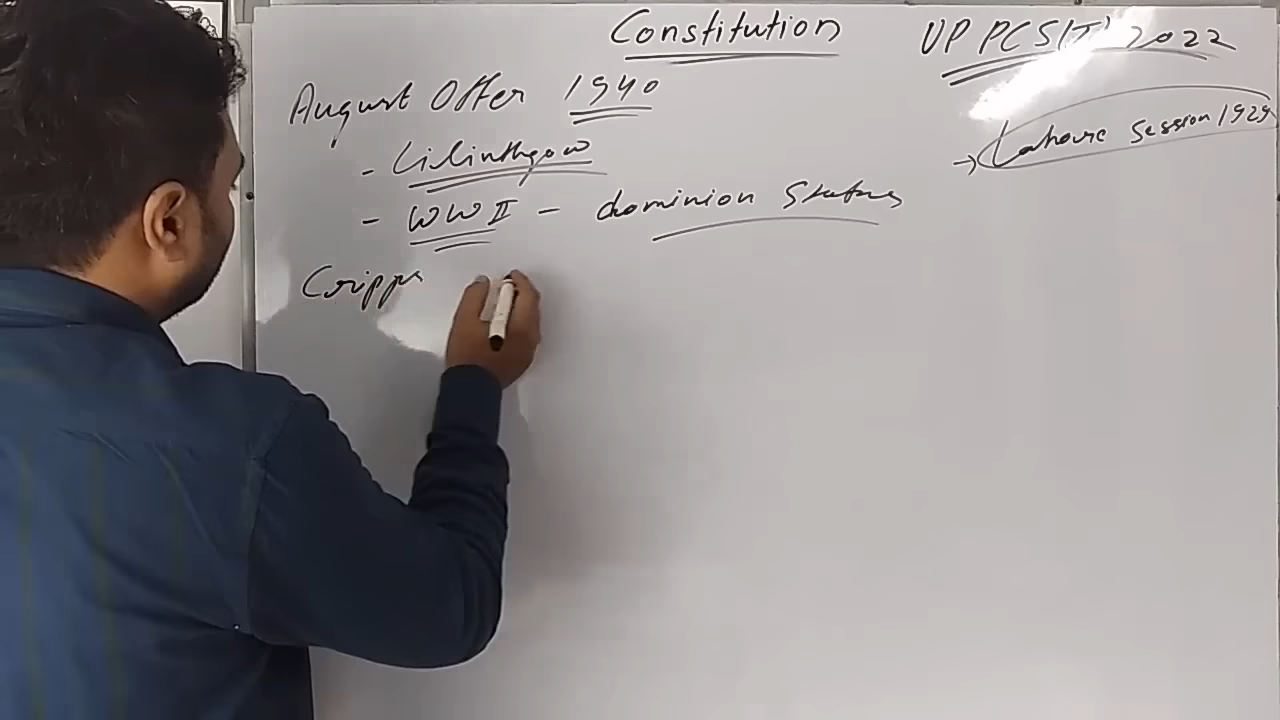 Constitution
UP PCS(J) 2022
August Offer 1940
→ Lahore Session 1929
- Lilinthgow
- WW II - dominion Status
Cripps